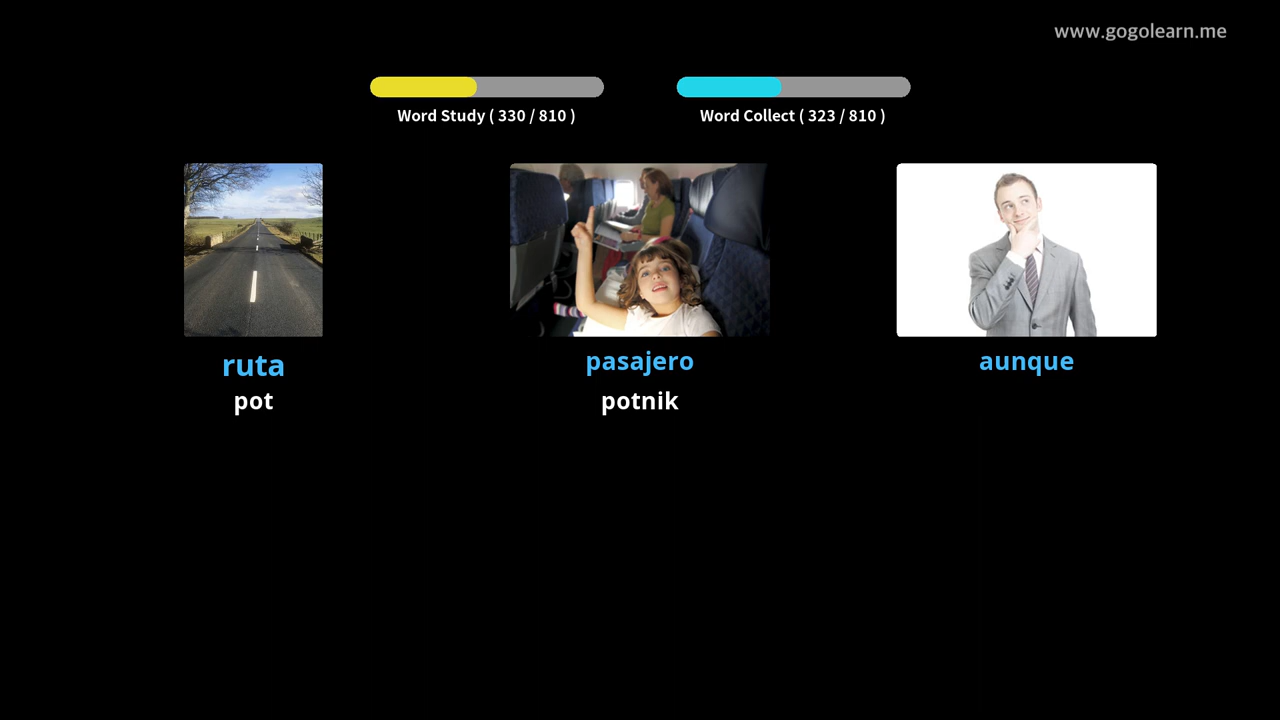 www.gogolearn.me
Word Study ( 330 / 810 )
Word Collect ( 323 / 810 )
ruta
pasajero
aunque
pot
potnik